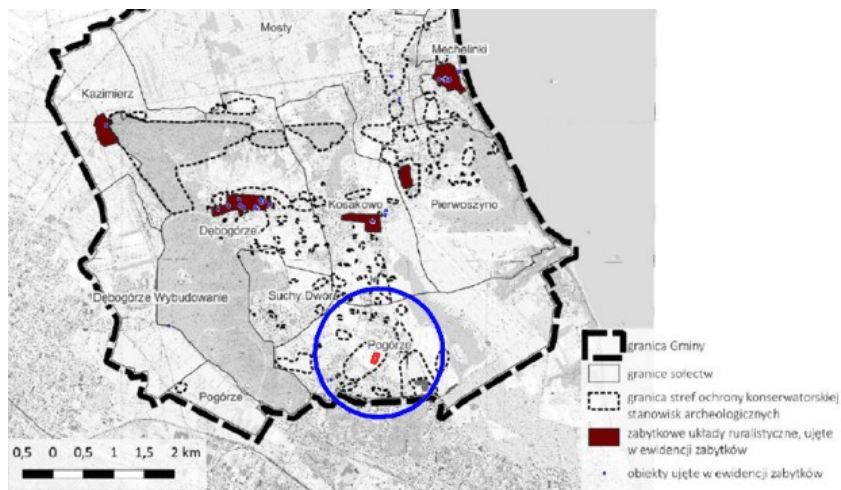 Mosty
Mechelinki
Kazimierz
Kosakowo
Pierwoszyno
Dębogórze
Dębogórze Wybudowanie
Suchy Dwór
Pogórze
Pogórze
0,5 0 0,5 1 1,5 2 km
granica Gminy
granice sołectw
granica stref ochrony konserwatorskiej
stanowisk archeologicznych
zabytkowe układy ruralistyczne, ujęte
w ewidencji zabytków
obiekty ujęte w ewidencji zabytków